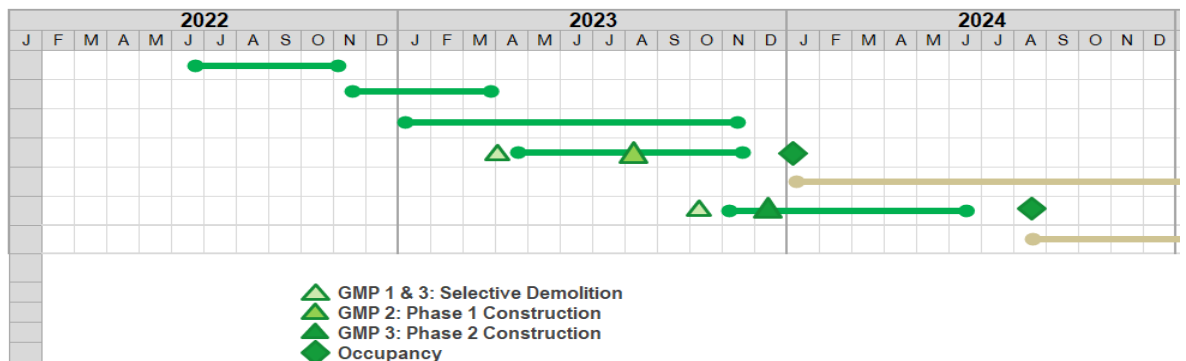 2022 2023 2024
J F M A M J J A S O N D J F M A M J J A S O N D J F M A M J J A S O N D
GMP 1 & 3: Selective Demolition
GMP 2: Phase 1 Construction
GMP 3: Phase 2 Construction
Occupancy